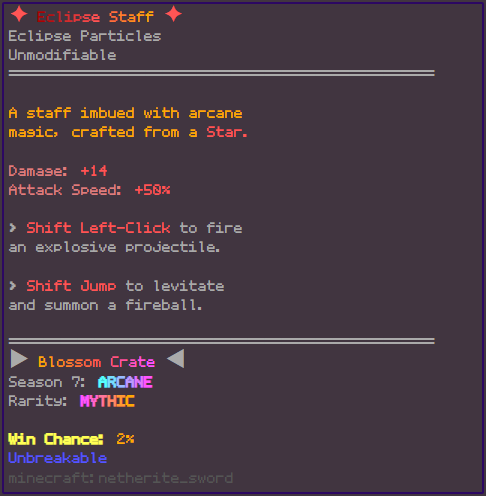 ✦ Eclipse Staff ✦
Eclipse Particles
Unmodifiable
A staff imbued with arcane
magic, crafted from a Star.
Damage: +14
Attack Speed: +50%
> Shift Left-Click to fire
an explosive projectile.
> Shift Jump to levitate
and summon a fireball.
▶ Blossom Crate ◀
Season 7: ARCANE
Rarity: MYTHIC
Win Chance: 2%
Unbreakable
minecraft:netherite_sword